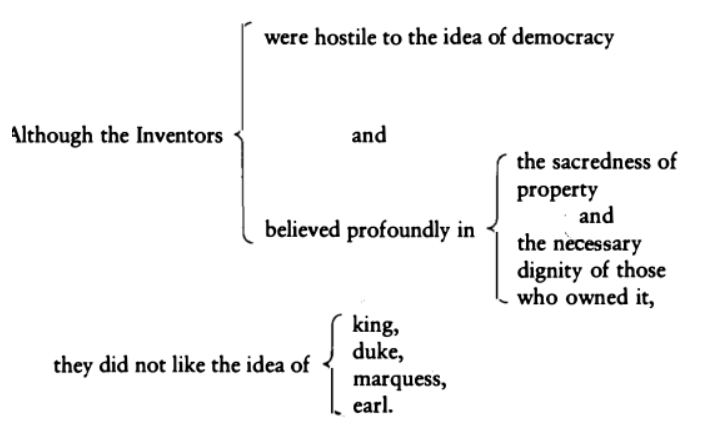 were hostile to the idea of democracy
Although the Inventors
and
believed profoundly in
the sacredness of
property
and
the necessary
dignity of those
who owned it,
they did not like the idea of
king,
duke,
marquess,
earl.